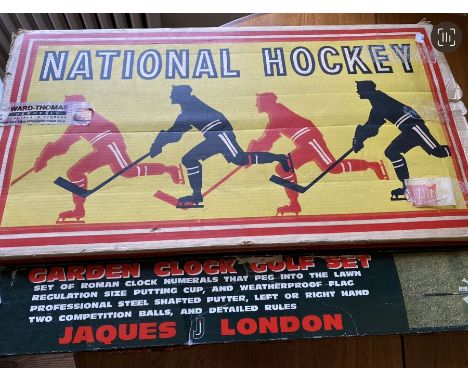 NATIONAL HOCKEY
WARD-THOMAS
GARDEN CLOCK GOLF SET
SET OF ROMAN CLOCK NUMERALS THAT PEG INTO THE LAWN
REGULATION SIZE PUTTING CUP, AND WEATHERPROOF FLAG
PROFESSIONAL STEEL SHAFTED PUTTER, LEFT OR RIGHT HAND
TWO COMPETITION BALLS, AND DETAILED RULES
JAQUES J LONDON